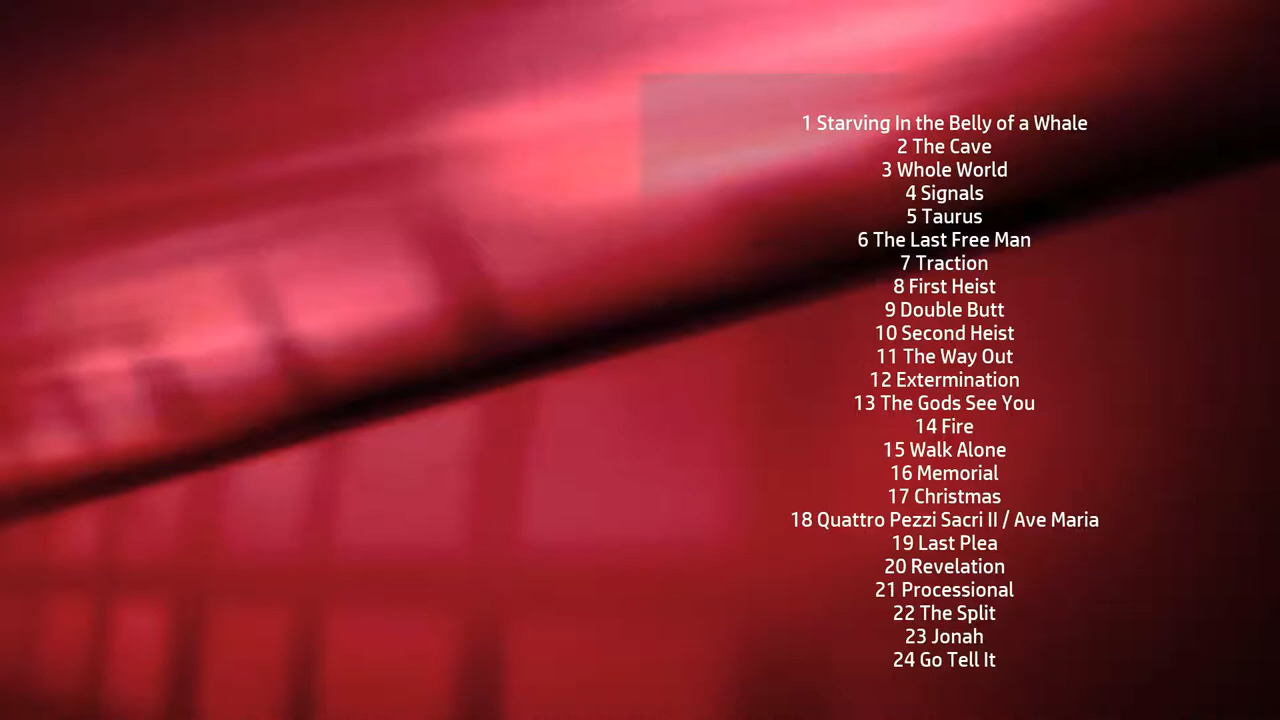 1 Starving In the Belly of a Whale
2 The Cave
3 Whole World
4 Signals
5 Taurus
6 The Last Free Man
7 Traction
8 First Heist
9 Double Butt
10 Second Heist
11 The Way Out
12 Extermination
13 The Gods See You
14 Fire
15 Walk Alone
16 Memorial
17 Christmas
18 Quattro Pezzi Sacri II / Ave Maria
19 Last Plea
20 Revelation
21 Processional
22 The Split
23 Jonah
24 Go Tell It